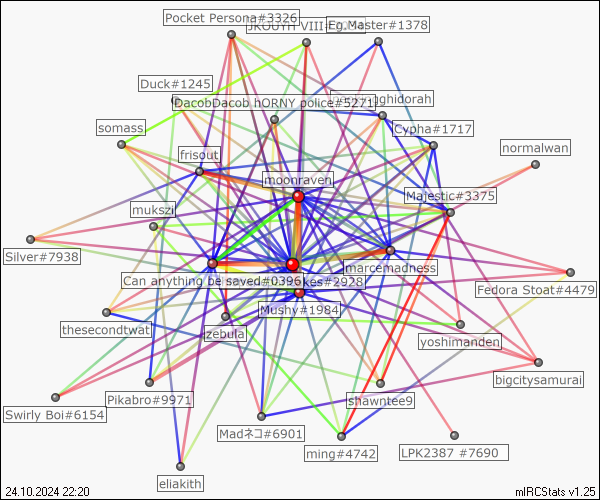 Pocket Persona#3326
JKOUYH VIII
Eg.Master#1378
Duck#1245
DacobDacob hORNY police#5271
ghidorah
somass
Cypha#1717
frisout
normalwan
moonraven
Majestic#3375
mukszi
Silver#7938
marcemadness
Can anything be saved#0396
kes#2928
Fedora Stoat#4479
Mushy#1984
thesecondtwat
zebula
yoshimanden
bigcitysamurai
Pikabro#9971
shawntee9
Swirly Boi#6154
Madネコ#6901
ming#4742
LPK2387 #7690
eliakith
24.10.2024 22:20
mIRCStats v1.25